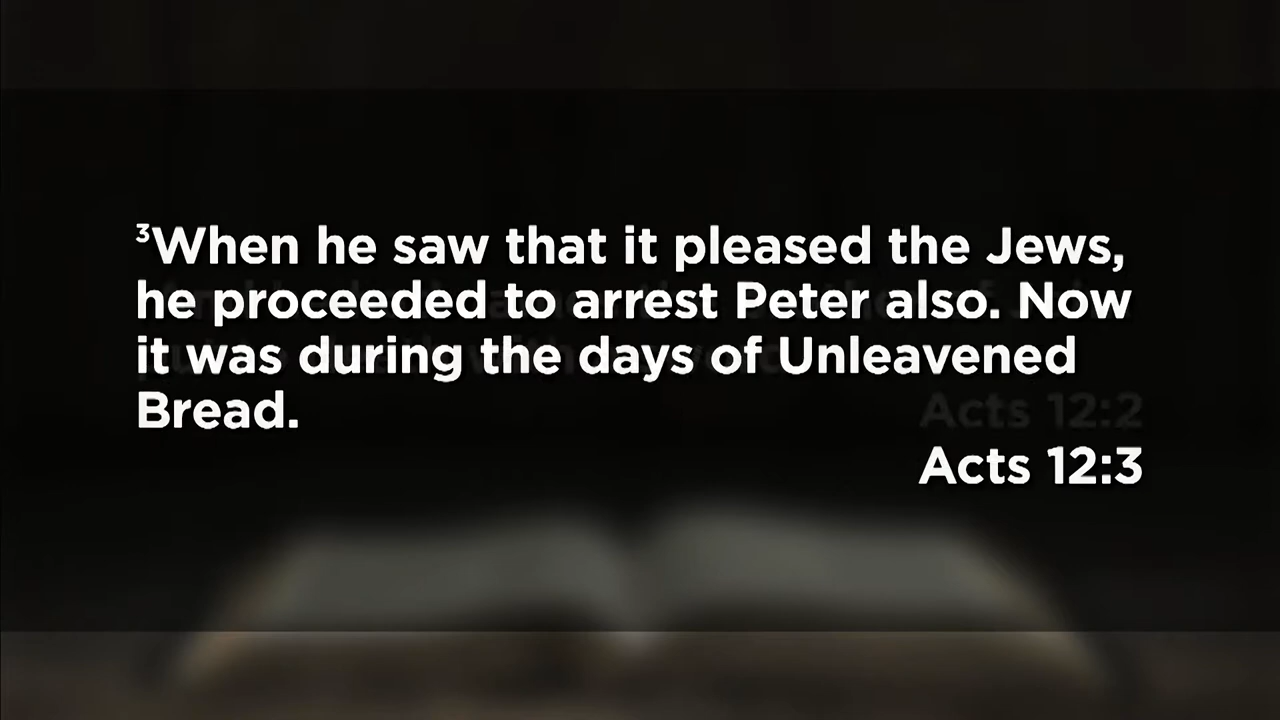 ³When he saw that it pleased the Jews,
he proceeded to arrest Peter also. Now
it was during the days of Unleavened
Bread.
Acts 12:2
Acts 12:3